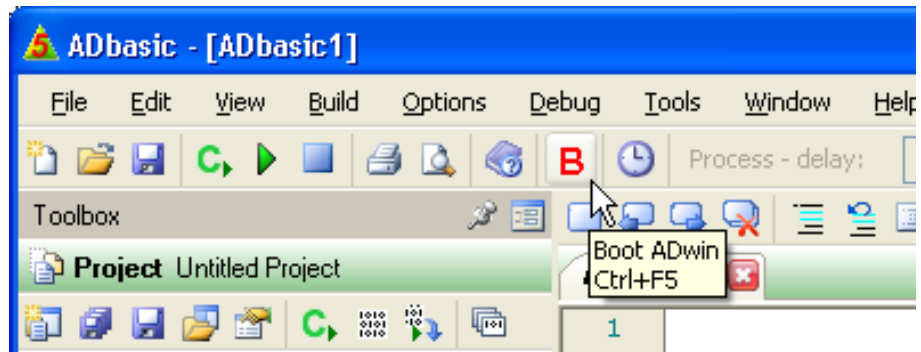 ADbasic - [ADbasic1]
File Edit View Build Options Debug Tools Window Help
B Process - delay:
Toolbox
Boot ADwin
Ctrl+F5
Project Untitled Project
1